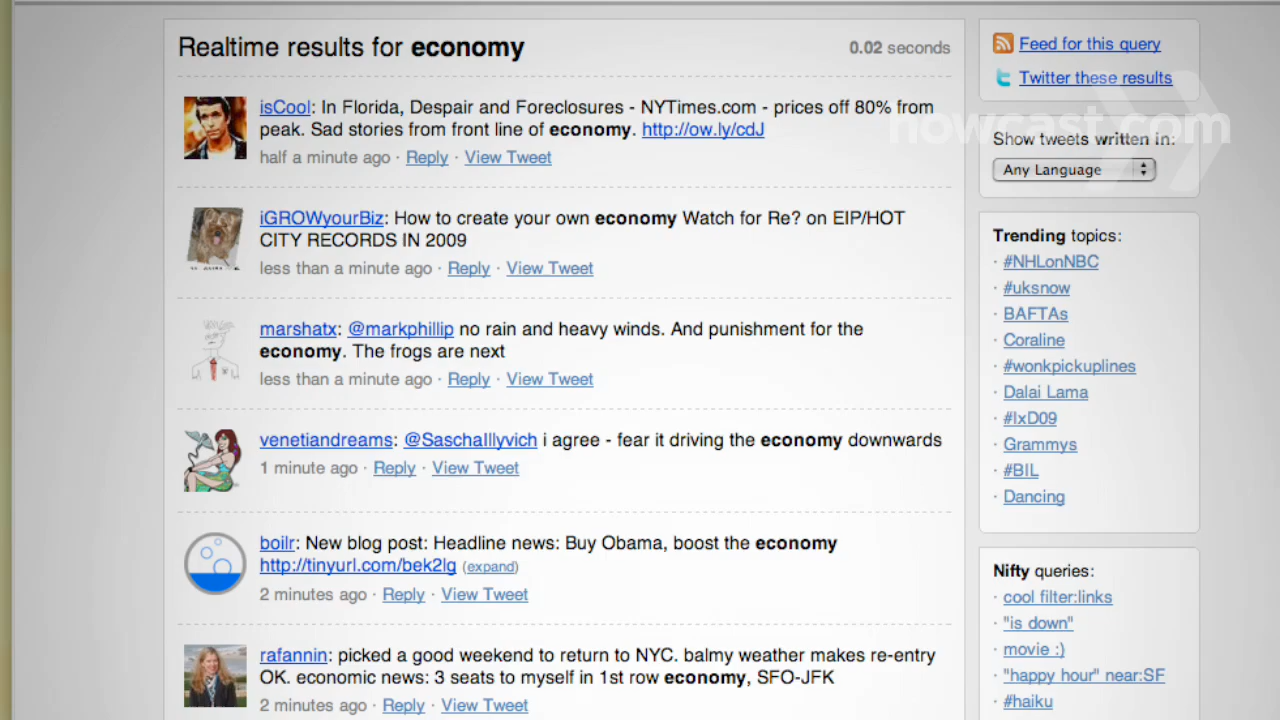 Realtime results for economy
0.02 seconds
isCool: In Florida, Despair and Foreclosures - NYTimes.com - prices off 80% from
peak. Sad stories from front line of economy. http://ow.ly/cdJ
half a minute ago · Reply · View Tweet
iGROWyourBiz: How to create your own economy Watch for Re? on EIP/HOT
CITY RECORDS IN 2009
less than a minute ago · Reply · View Tweet
marshatx: @markphillip no rain and heavy winds. And punishment for the
economy. The frogs are next
less than a minute ago · Reply · View Tweet
venetiandreams: @SaschaIllyvich i agree - fear it driving the economy downwards
1 minute ago · Reply · View Tweet
boilr: New blog post: Headline news: Buy Obama, boost the economy
http://tinyurl.com/bek2lg (expand)
2 minutes ago · Reply · View Tweet
rafannin: picked a good weekend to return to NYC. balmy weather makes re-entry
OK. economic news: 3 seats to myself in 1st row economy, SFO-JFK
2 minutes ago · Reply · View Tweet
Feed for this query
Twitter these results
howcast.com
Show tweets written in:
Any Language
Trending topics:
· #NHLonNBC
· #uksnow
· BAFTAs
· Coraline
· #wonkpickuplines
· Dalai Lama
· #IxD09
· Grammys
· #BIL
· Dancing
Nifty queries:
· cool filter:links
· "is down"
· movie :)
· "happy hour" near:SF
· #haiku